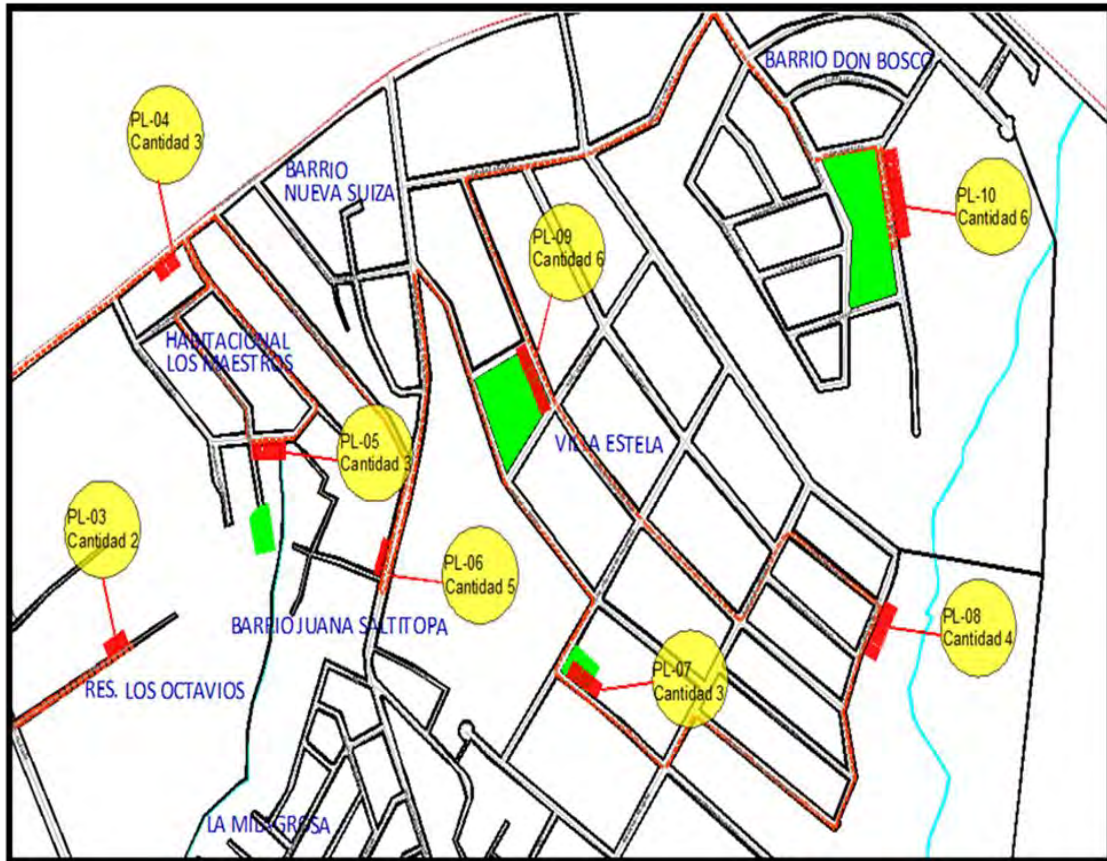 BARRIO DON BOSCO
PL-04
Cantidad 3
BARRIO
NUEVA SUIZA
PL-10
Cantidad 6
PL-09
Cantidad 6
HABITACIONAL
LOS MAESTROS
PL-05
Cantidad 3
VILLA ESTELA
PL-03
Cantidad 2
PL-06
Cantidad 5
BARRIO JUANA SALTITOPA
PL-08
Cantidad 4
PL-07
Cantidad 3
RES. LOS OCTAVIOS
LA MILAGROSA